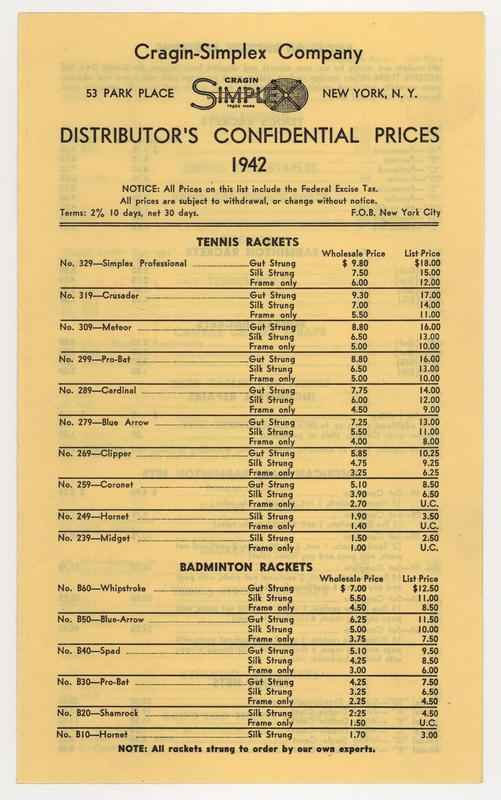 Cragin-Simplex Company
53 PARK PLACE CRAGIN SIMPLEX TRADE MARK NEW YORK, N. Y.
DISTRIBUTOR'S CONFIDENTIAL PRICES
1942
NOTICE: All Prices on this list include the Federal Excise Tax.
All prices are subject to withdrawal, or change without notice.
Terms: 2% 10 days, net 30 days. F.O.B. New York City
TENNIS RACKETS
Wholesale Price List Price
No. 329—Simplex Professional ....................Gut Strung $ 9.80 $18.00
Silk Strung 7.50 15.00
Frame only 6.00 12.00
No. 319—Crusader ....................Gut Strung 9.30 17.00
Silk Strung 7.00 14.00
Frame only 5.50 11.00
No. 309—Meteor ....................Gut Strung 8.80 16.00
Silk Strung 6.50 13.00
Frame only 5.00 10.00
No. 299—Pro-Bat ....................Gut Strung 8.80 16.00
Silk Strung 6.50 13.00
Frame only 5.00 10.00
No. 289—Cardinal ....................Gut Strung 7.75 14.00
Silk Strung 6.00 12.00
Frame only 4.50 9.00
No. 279—Blue Arrow ....................Gut Strung 7.25 13.00
Silk Strung 5.50 11.00
Frame only 4.00 8.00
No. 269—Clipper ....................Gut Strung 5.85 10.25
Silk Strung 4.75 9.25
Frame only 3.25 6.25
No. 259—Coronet ....................Gut Strung 5.10 8.50
Silk Strung 3.90 6.50
Frame only 2.70 U.C.
No. 249—Hornet ....................Silk Strung 1.90 3.50
Frame only 1.40 U.C.
No. 239—Midget ....................Silk Strung 1.50 2.50
Frame only 1.00 U.C.
BADMINTON RACKETS
Wholesale Price List Price
No. B60—Whipstroke ....................Gut Strung $ 7.00 $12.50
Silk Strung 5.50 11.00
Frame only 4.50 8.50
No. B50—Blue-Arrow ....................Gut Strung 6.25 11.50
Silk Strung 5.00 10.00
Frame only 3.75 7.50
No. B40—Spad ....................Gut Strung 5.10 9.50
Silk Strung 4.25 8.50
Frame only 3.00 6.00
No. B30—Pro-Bat ....................Gut Strung 4.25 7.50
Silk Strung 3.25 6.50
Frame only 2.25 4.50
No. B20—Shamrock ....................Silk Strung 2:25 4.50
Frame only 1.50 U.C.
No. B10—Hornet ....................Silk Strung 1.70 3.00
NOTE: All rackets strung to order by our own experts.